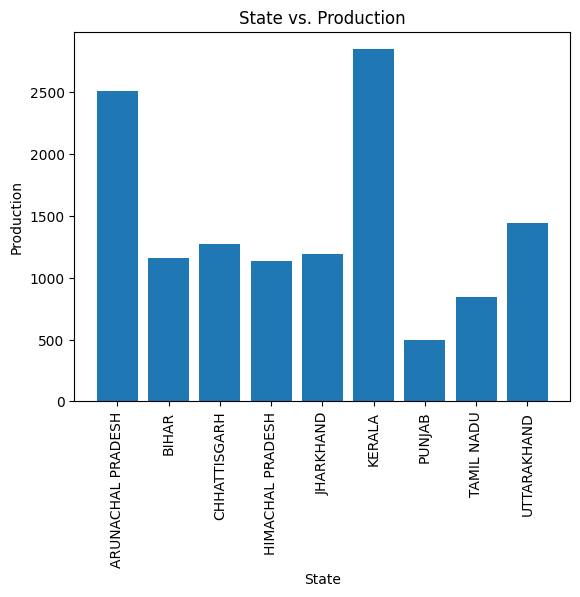 State vs. Production
Production
2500
2000
1500
1000
500
0
ARUNACHAL PRADESH
BIHAR
CHHATTISGARH
HIMACHAL PRADESH
JHARKHAND
KERALA
PUNJAB
TAMIL NADU
UTTARAKHAND
State